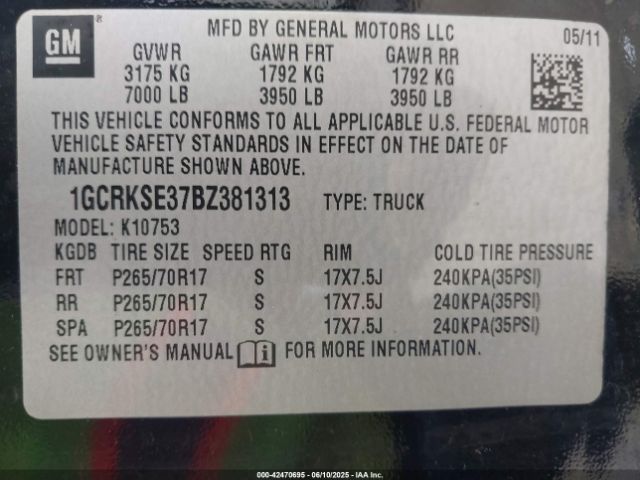 GM
MFD BY GENERAL MOTORS LLC
05/11
GVWR GAWR FRT GAWR RR
3175 KG 1792 KG 1792 KG
7000 LB 3950 LB 3950 LB
THIS VEHICLE CONFORMS TO ALL APPLICABLE U.S. FEDERAL MOTOR
VEHICLE SAFETY STANDARDS IN EFFECT ON THE DATE OF
MANUFACTURE SHOWN ABOVE.
1GCRKSE37BZ381313 TYPE: TRUCK
MODEL: K10753
KGDB TIRE SIZE SPEED RTG RIM COLD TIRE PRESSURE
FRT P265/70R17 S 17X7.5J 240KPA(35PSI)
RR P265/70R17 S 17X7.5J 240KPA(35PSI)
SPA P265/70R17 S 17X7.5J 240KPA(35PSI)
SEE OWNER'S MANUAL FOR MORE INFORMATION.
000-42470695 - 06/10/2025 - IAATD.COM